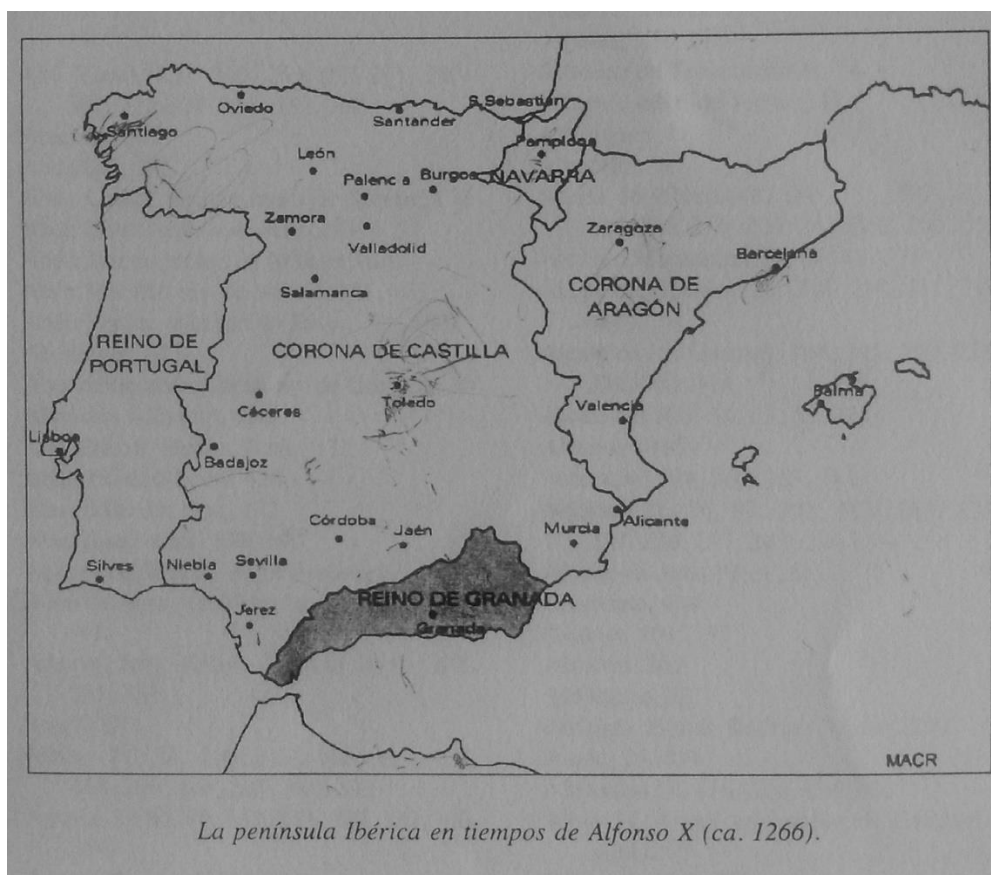 Oviedo
S.Sebastián
Santander
Santiago
Pamplona
León
NAVARRA
Palencia
Burgos
Zamora
Zaragoza
Valladolid
Barcelona
Salamanca
CORONA DE
ARAGÓN
REINO DE
PORTUGAL
CORONA DE CASTILLA
Palma
Cáceres
Toledo
Valencia
Lisboa
Badajoz
Córdoba
Jaén
Murcia
Alicante
Silves
Niebla
Sevilla
REINO DE GRANADA
Jerez
Granada
MACR
La península Ibérica en tiempos de Alfonso X (ca. 1266).